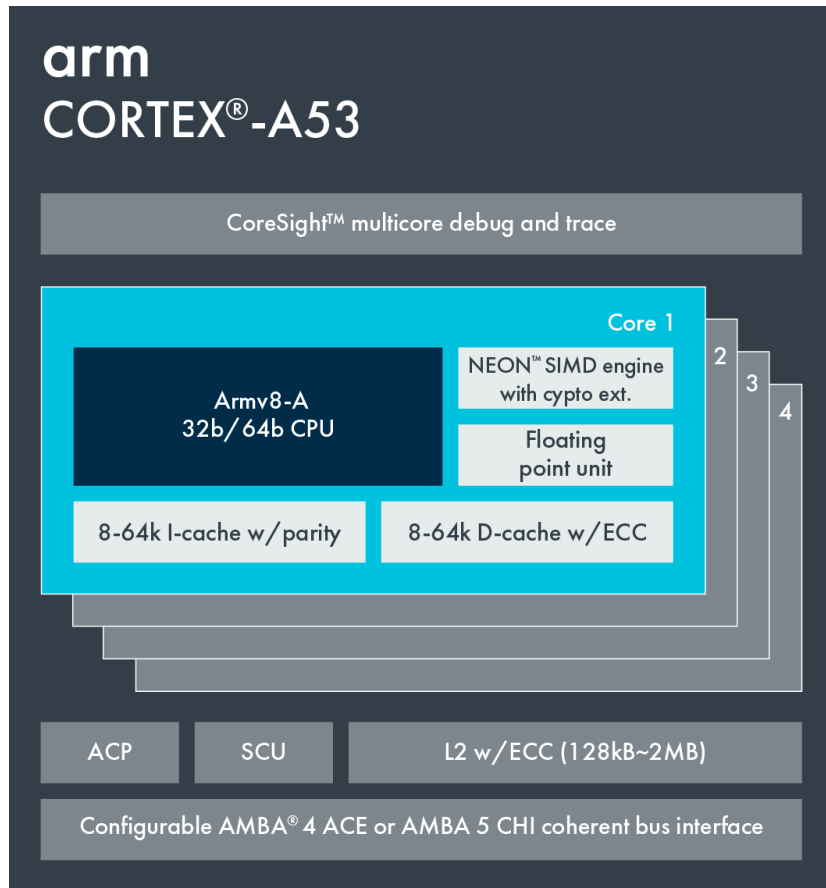 arm
CORTEX®-A53
CoreSight™ multicore debug and trace
Core 1
2
3
4
Armv8-A
32b/64b CPU
NEON™ SIMD engine
with cypto ext.
Floating
point unit
8-64k I-cache w/parity
8-64k D-cache w/ECC
ACP
SCU
L2 w/ECC (128kB~2MB)
Configurable AMBA® 4 ACE or AMBA 5 CHI coherent bus interface